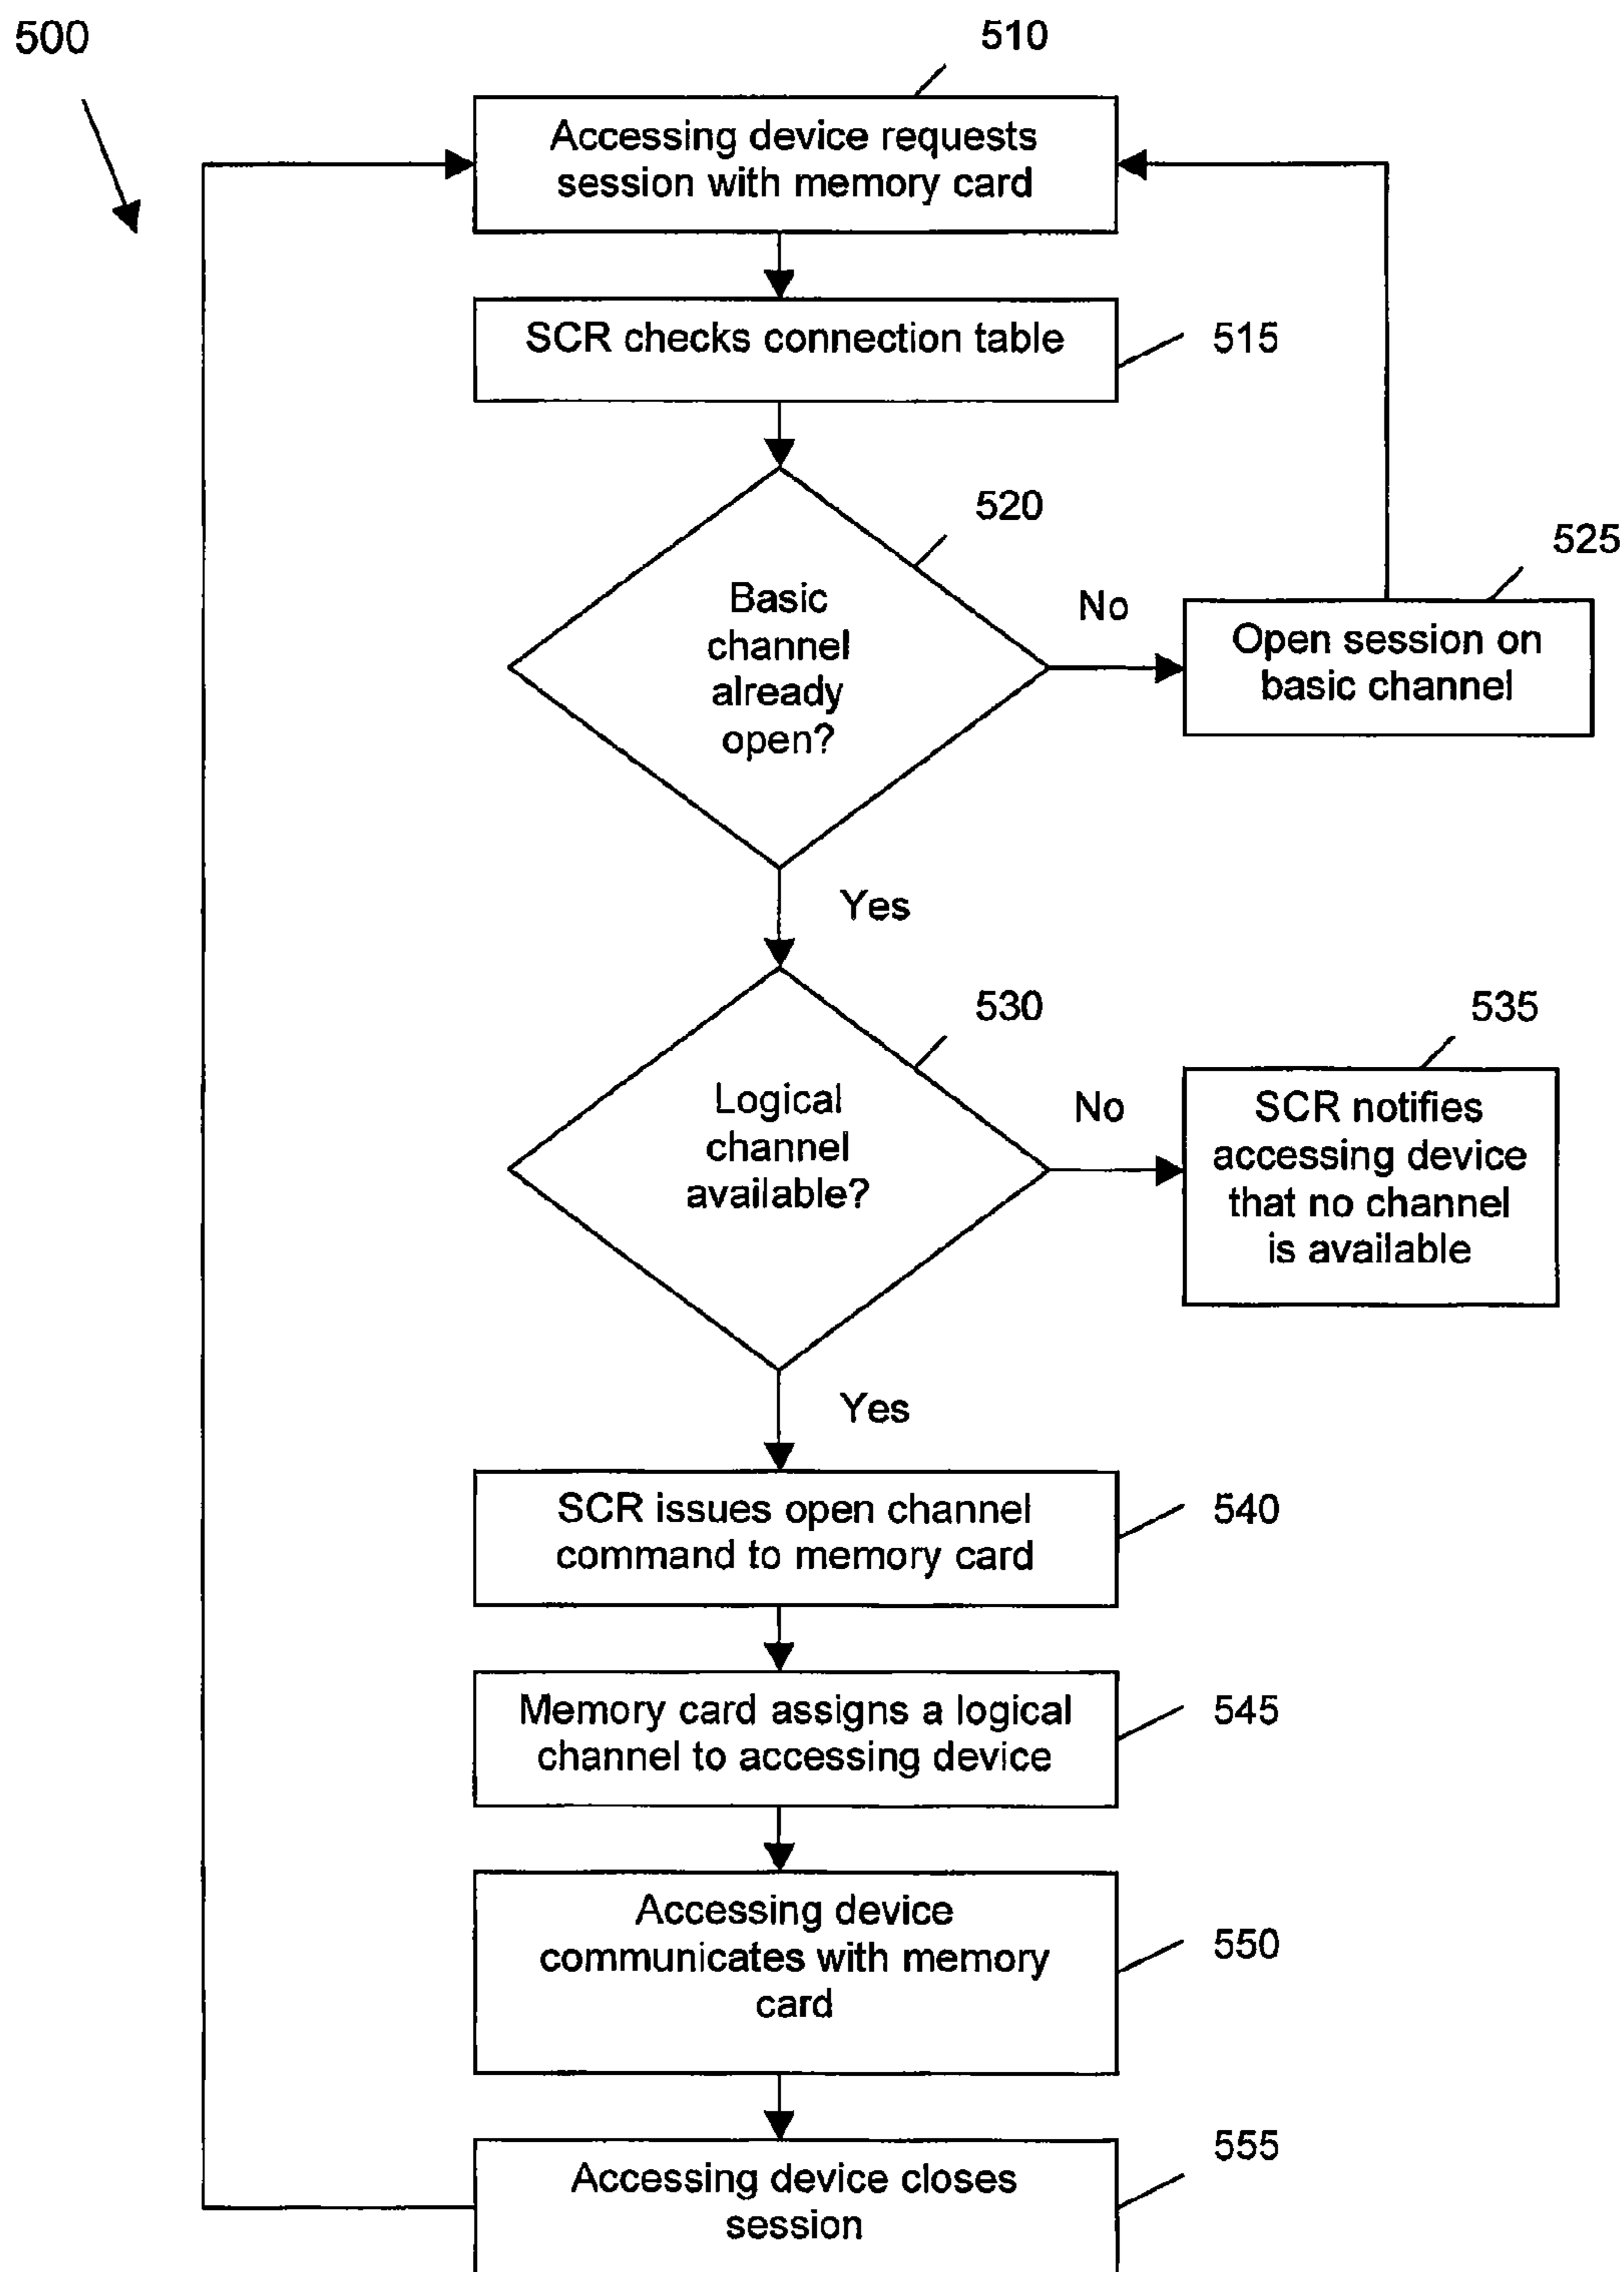 500
510
Accessing device requests
session with memory card
SCR checks connection table
515
520
Basic
channel
already
open?
No
525
Open session on
basic channel
Yes
530
Logical
channel
available?
No
535
SCR notifies
accessing device
that no channel
is available
Yes
SCR issues open channel
command to memory card
540
Memory card assigns a logical
channel to accessing device
545
Accessing device
communicates with memory
card
550
Accessing device closes
session
555